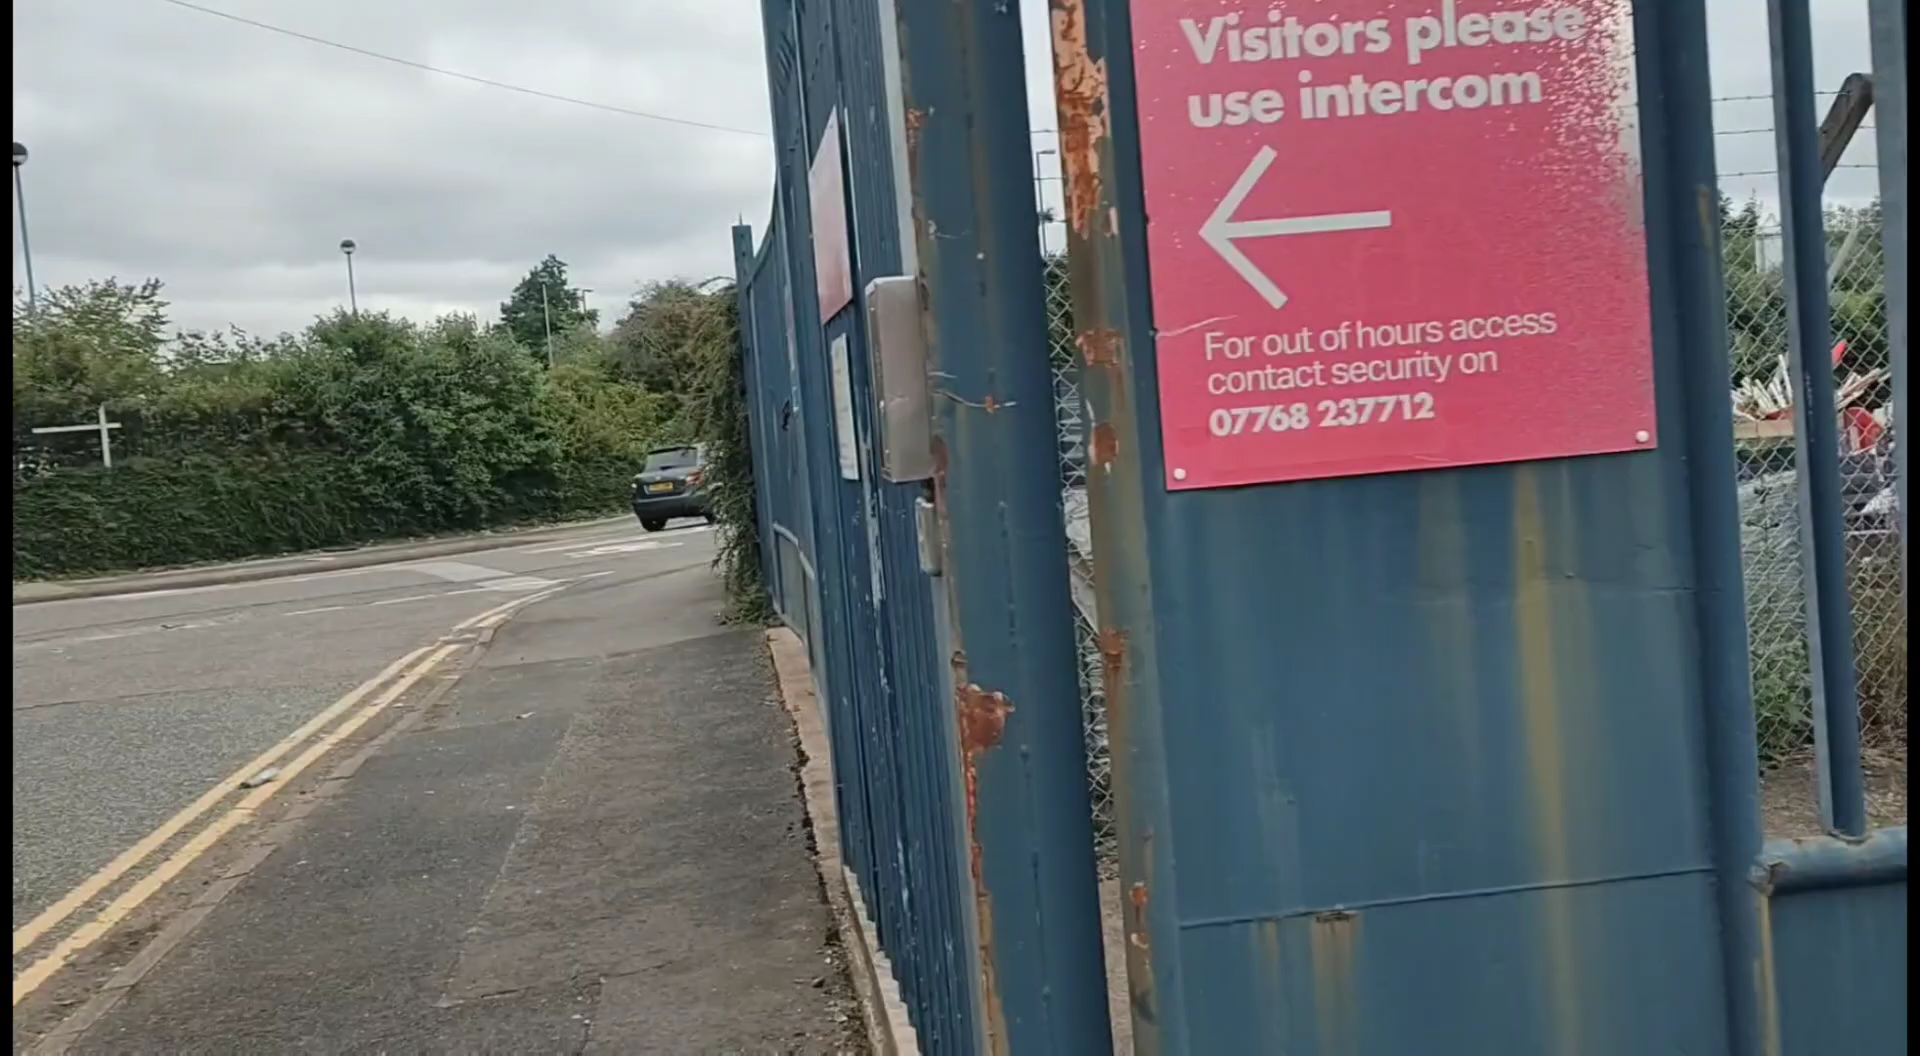 Visitors please
use intercom
For out of hours access
contact security on
07768 237712